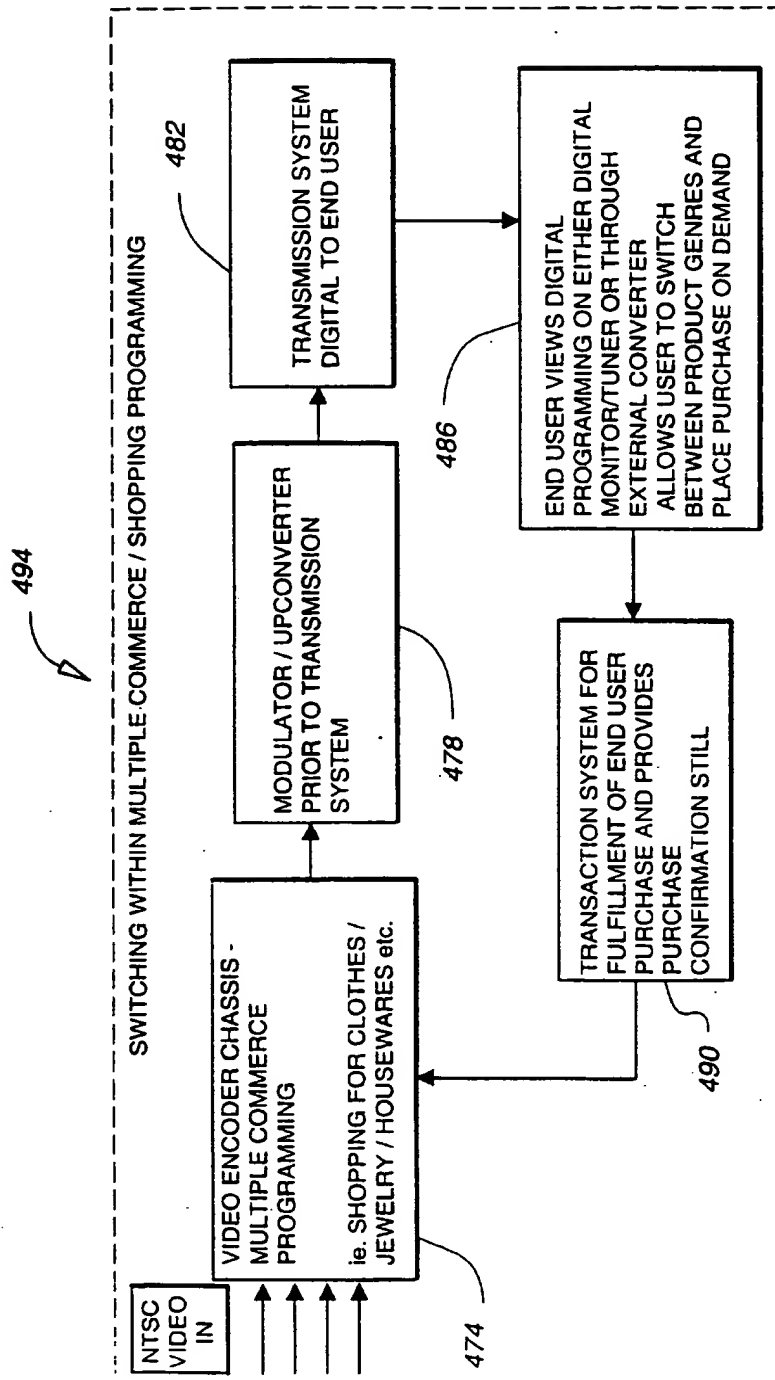 494
SWITCHING WITHIN MULTIPLE COMMERCE / SHOPPING PROGRAMMING
NTSC
VIDEO
IN
VIDEO ENCODER CHASSIS -
MULTIPLE COMMERCE
PROGRAMMING
ie. SHOPPING FOR CLOTHES /
JEWELRY / HOUSEWARES etc.
474
MODULATOR / UPCONVERTER
PRIOR TO TRANSMISSION
SYSTEM
478
TRANSMISSION SYSTEM
DIGITAL TO END USER
482
END USER VIEWS DIGITAL
PROGRAMMING ON EITHER DIGITAL
MONITOR/TUNER OR THROUGH
EXTERNAL CONVERTER
ALLOWS USER TO SWITCH
BETWEEN PRODUCT GENRES AND
PLACE PURCHASE ON DEMAND
486
TRANSACTION SYSTEM FOR
FULFILLMENT OF END USER
PURCHASE AND PROVIDES
PURCHASE
CONFIRMATION STILL
490